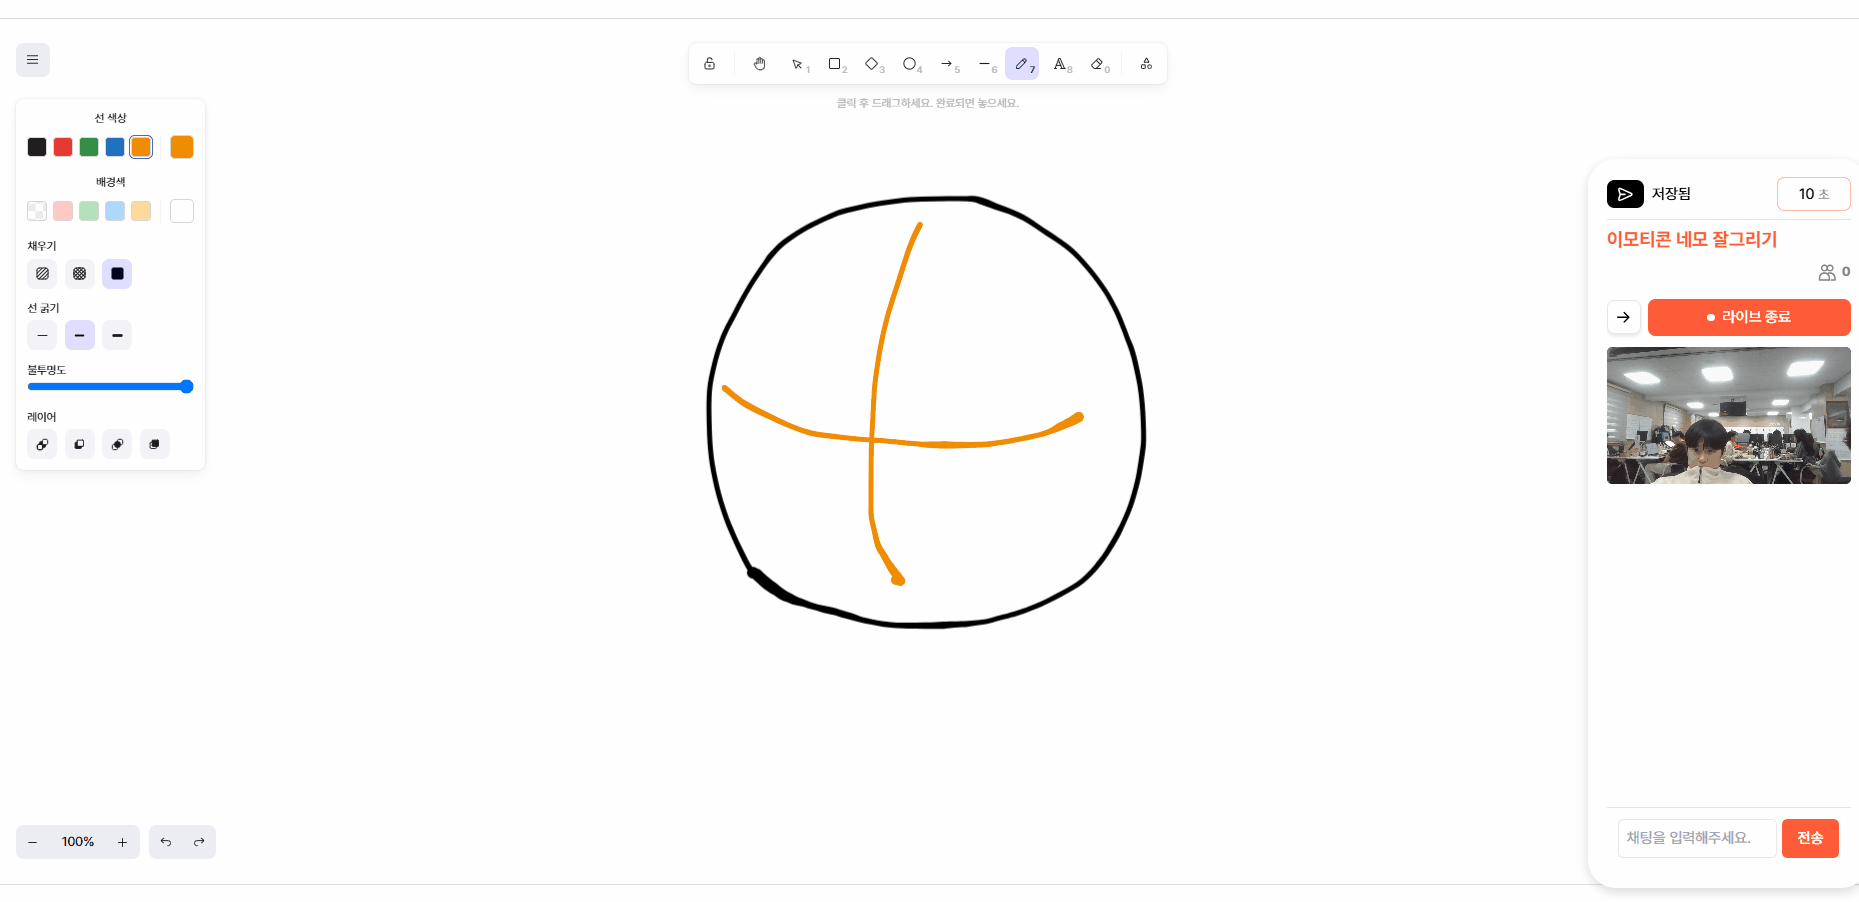 1
2
3
4
5
6
7
8
0
클릭 후 드래그하세요. 완료되면 놓으세요.
선 색상
배경색
채우기
선 굵기
불투명도
레이어
100%
저장됨
10 초
이모티콘 네모 잘그리기
0
라이브 종료
채팅을 입력해주세요.
전송